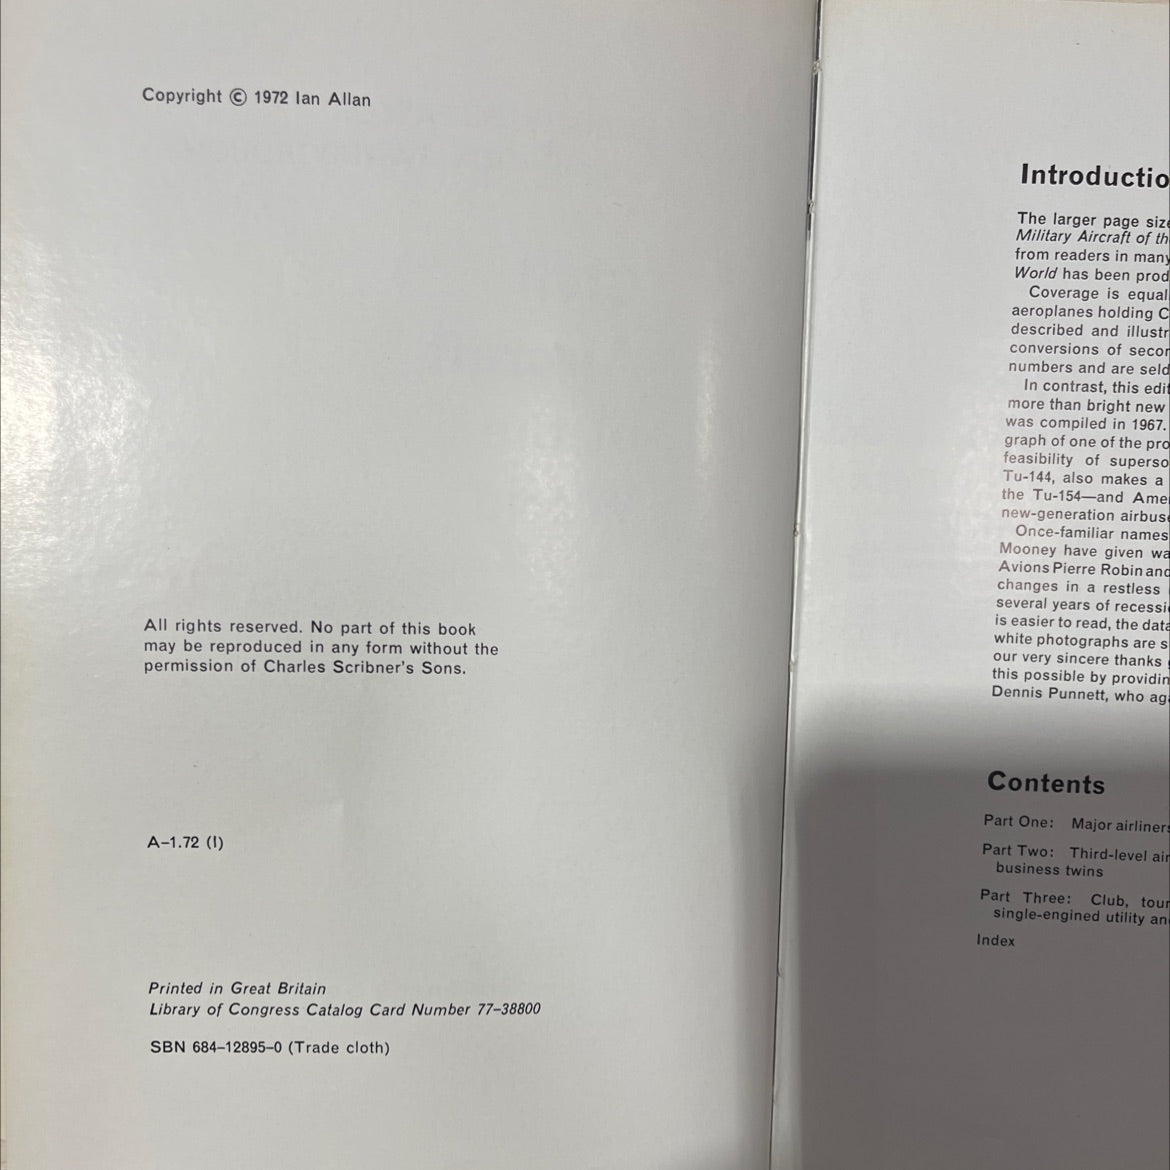 Copyright © 1972 Ian Allan
All rights reserved. No part of this book
may be reproduced in any form without the
permission of Charles Scribner's Sons.
A–1.72 (I)
Printed in Great Britain
Library of Congress Catalog Card Number 77–38800
SBN 684–12895–0 (Trade cloth)
Introductio
The larger page size
Military Aircraft of th
from readers in many
World has been prod
Coverage is equal
aeroplanes holding C
described and illustr
conversions of secon
numbers and are seld
In contrast, this edit
more than bright new
was compiled in 1967.
graph of one of the pro
feasibility of superso
Tu-144, also makes a
the Tu-154—and Ame
new-generation airbuse
Once-familiar names
Mooney have given wa
Avions Pierre Robin and
changes in a restless
several years of recessi
is easier to read, the data
white photographs are s
our very sincere thanks g
this possible by providin
Dennis Punnett, who aga
Contents
Part One: Major airliners
Part Two: Third-level air
business twins
Part Three: Club, tour
single-engined utility an
Index